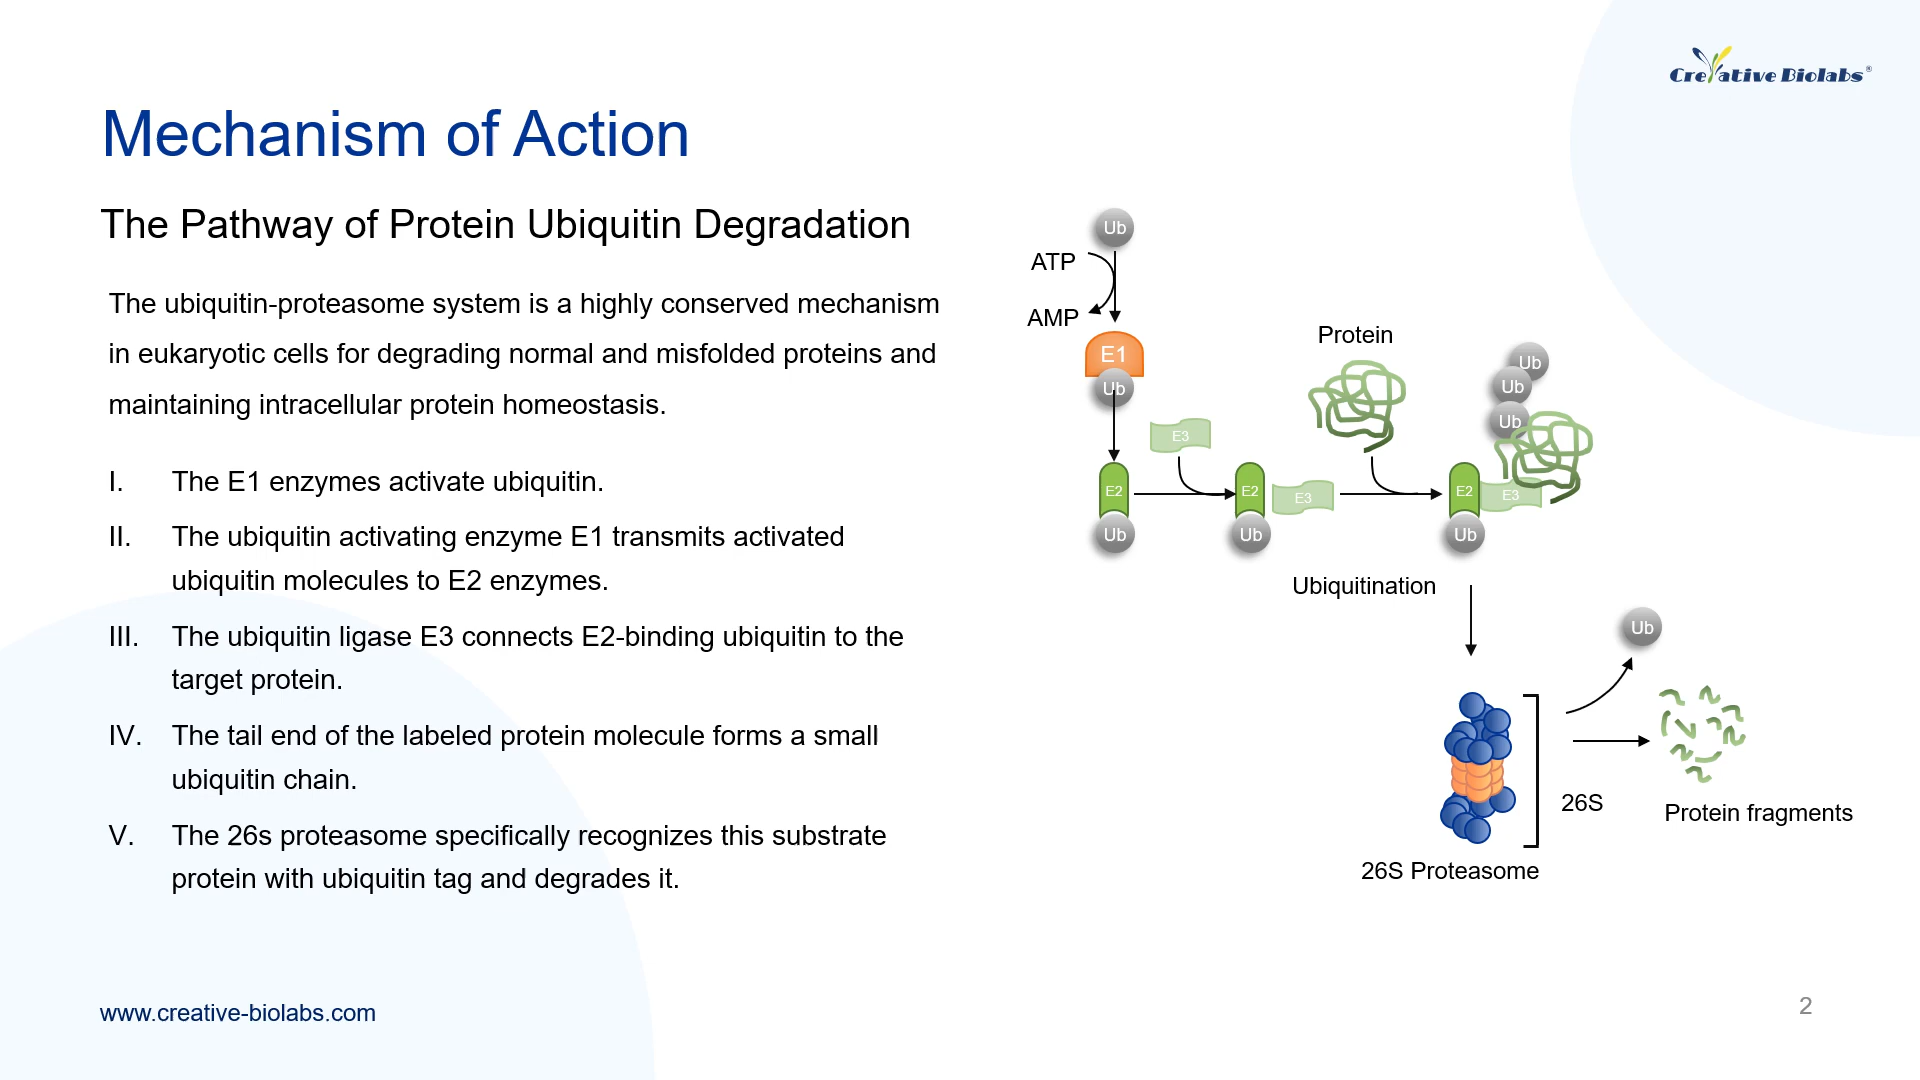 Creative Biolabs®
Mechanism of Action
The Pathway of Protein Ubiquitin Degradation
The ubiquitin-proteasome system is a highly conserved mechanism
in eukaryotic cells for degrading normal and misfolded proteins and
maintaining intracellular protein homeostasis.
I. The E1 enzymes activate ubiquitin.
II. The ubiquitin activating enzyme E1 transmits activated
ubiquitin molecules to E2 enzymes.
III. The ubiquitin ligase E3 connects E2-binding ubiquitin to the
target protein.
IV. The tail end of the labeled protein molecule forms a small
ubiquitin chain.
V. The 26s proteasome specifically recognizes this substrate
protein with ubiquitin tag and degrades it.
Ub
ATP
AMP
E1
Ub
Protein
Ub
Ub
Ub
E3
E2
E2
E3
E2
E3
Ub
Ub
Ub
Ubiquitination
Ub
26S
Protein fragments
26S Proteasome
www.creative-biolabs.com
2